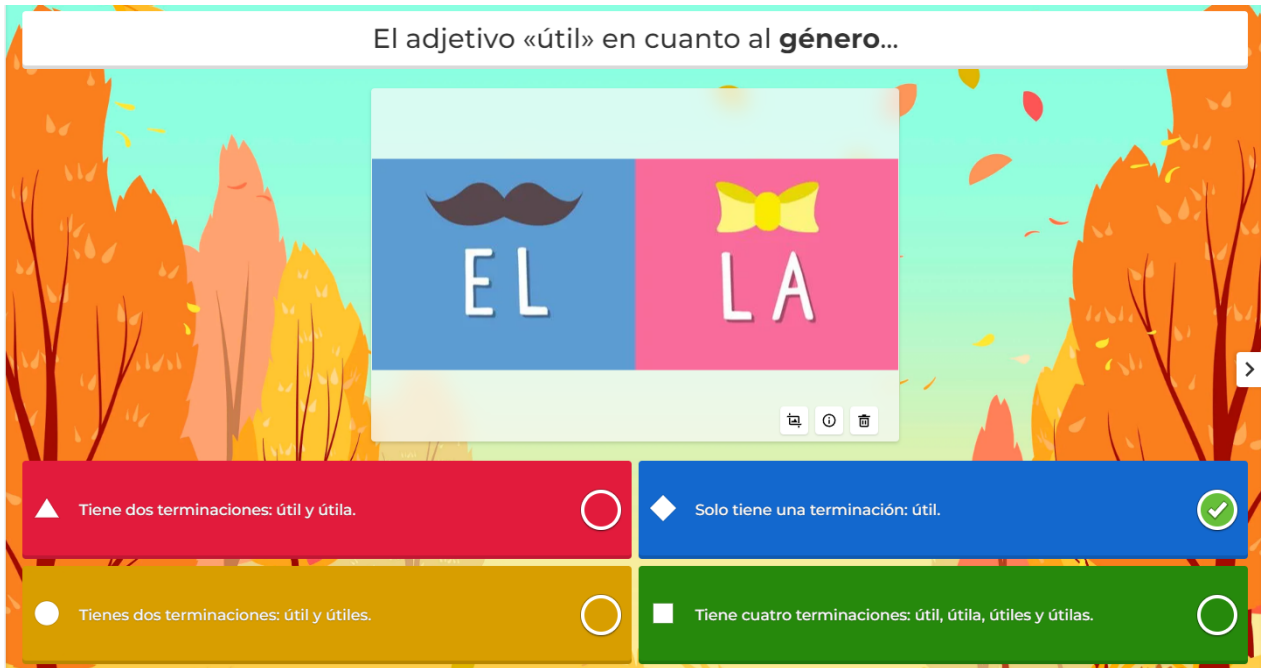 El adjetivo «útil» en cuanto al género...
EL
LA
Tiene dos terminaciones: útil y útila.
Solo tiene una terminación: útil.
Tienes dos terminaciones: útil y útiles.
Tiene cuatro terminaciones: útil, útila, útiles y útilas.